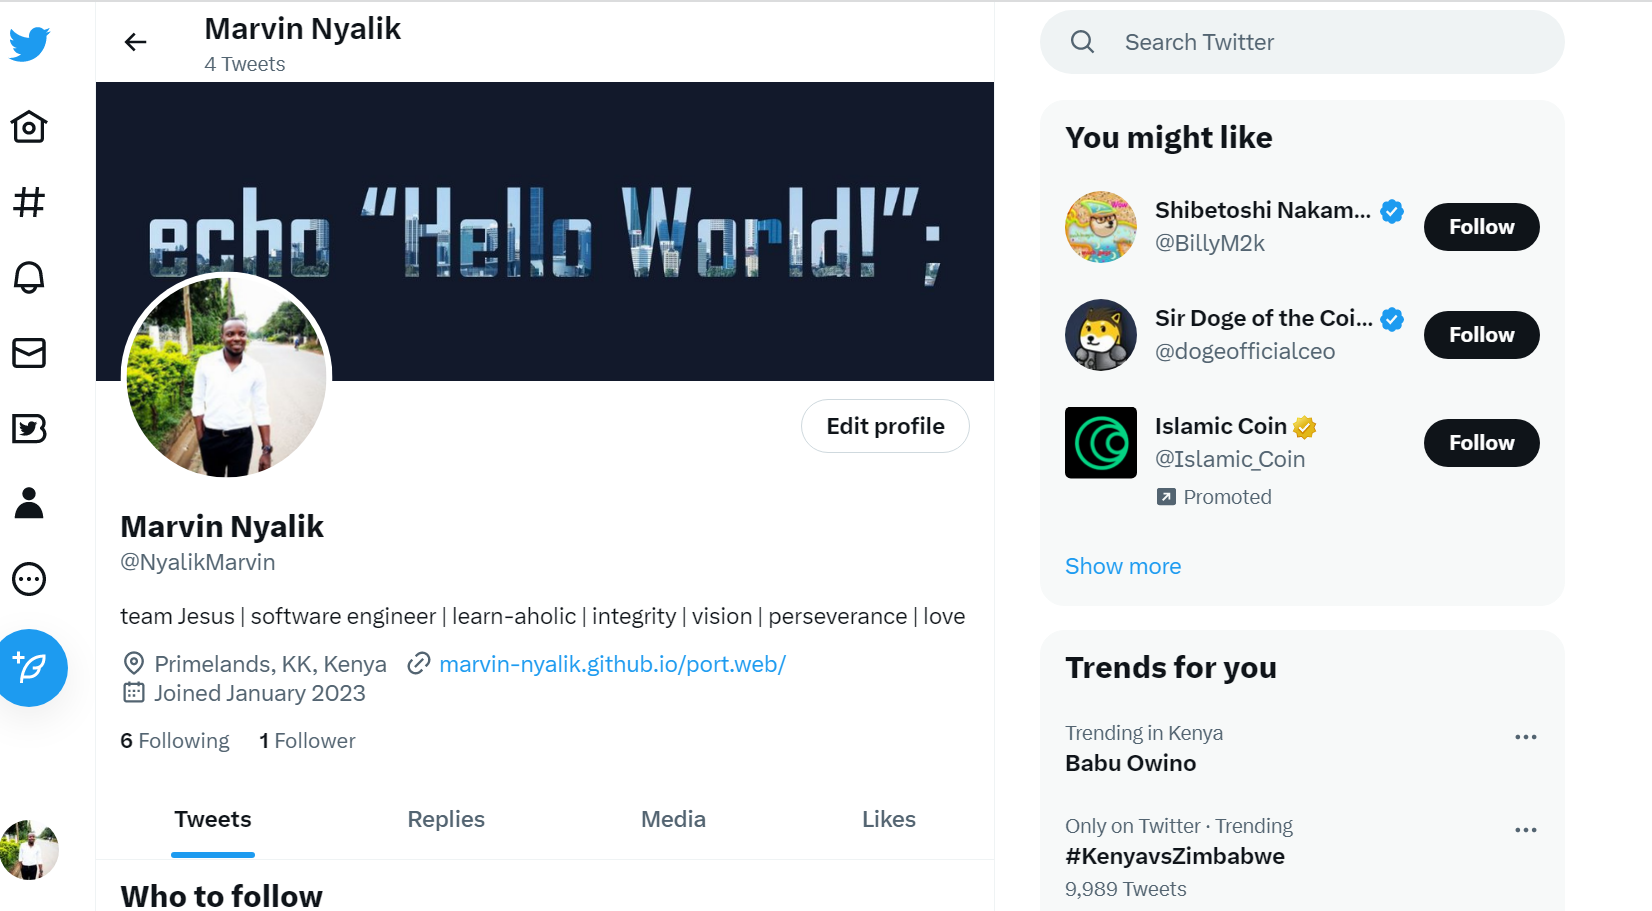 Marvin Nyalik
4 Tweets
echo “Hello World!”;
Edit profile
Marvin Nyalik
@NyalikMarvin
team Jesus | software engineer | learn-aholic | integrity | vision | perseverance | love
Primelands, KK, Kenya marvin-nyalik.github.io/port.web/
Joined January 2023
6 Following 1 Follower
Tweets Replies Media Likes
Who to follow
Search Twitter
You might like
Shibetoshi Nakam...
@BillyM2k
Follow
Sir Doge of the Coi...
@dogeofficialceo
Follow
Islamic Coin
@Islamic_Coin
Follow
Promoted
Show more
Trends for you
Trending in Kenya
Babu Owino
Only on Twitter · Trending
#KenyavsZimbabwe
9,989 Tweets